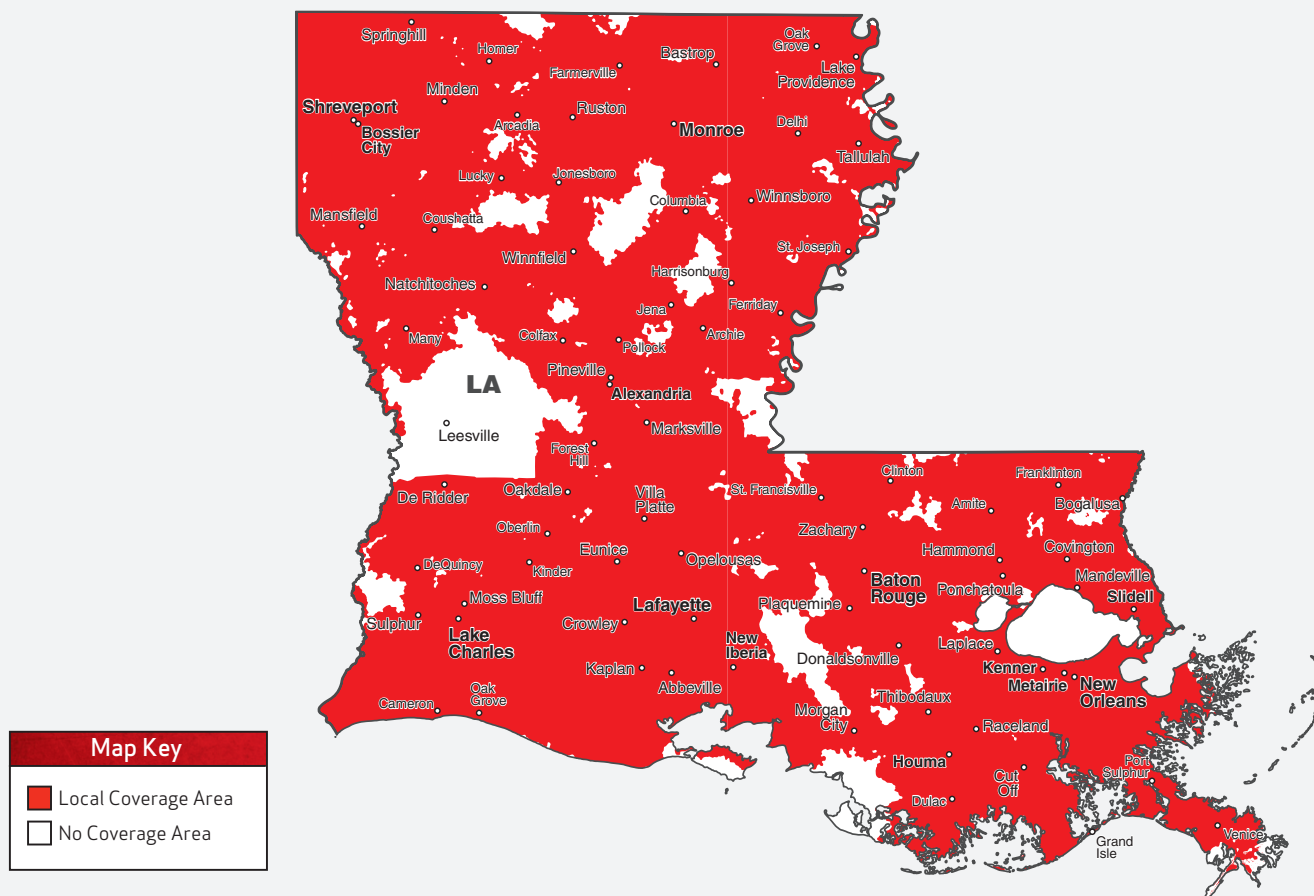 Springhill
Homer
Farmerville
Bastrop
Oak
Grove
Lake
Providence
Minden
Shreveport
Bossier
City
Arcadia
Ruston
Monroe
Delhi
Tallulah
Lucky
Jonesboro
Columbia
Winnsboro
Mansfield
Coushatta
Winnfield
St. Joseph
Harrisonburg
Natchitoches
Jena
Ferriday
Many
Colfax
Pollock
Archie
Pineville
LA
Alexandria
Leesville
Marksville
Forest
Hill
De Ridder
Oakdale
Villa
Platte
St. Francisville
Clinton
Franklinton
Amite
Bogalusa
Oberlin
Zachary
Eunice
Opelousas
Hammond
Covington
DeQuincy
Kinder
Baton
Rouge
Ponchatoula
Mandeville
Slidell
Moss Bluff
Lafayette
Plaquemine
Sulphur
Crowley
Lake
Charles
New
Iberia
Laplace
Donaldsonville
Kenner
Kaplan
Abbeville
Metairie
New
Orleans
Thibodaux
Cameron
Oak
Grove
Morgan
City
Raceland
Houma
Cut
Off
Port
Sulphur
Dulac
Grand
Isle
Venice
Map Key
Local Coverage Area
No Coverage Area